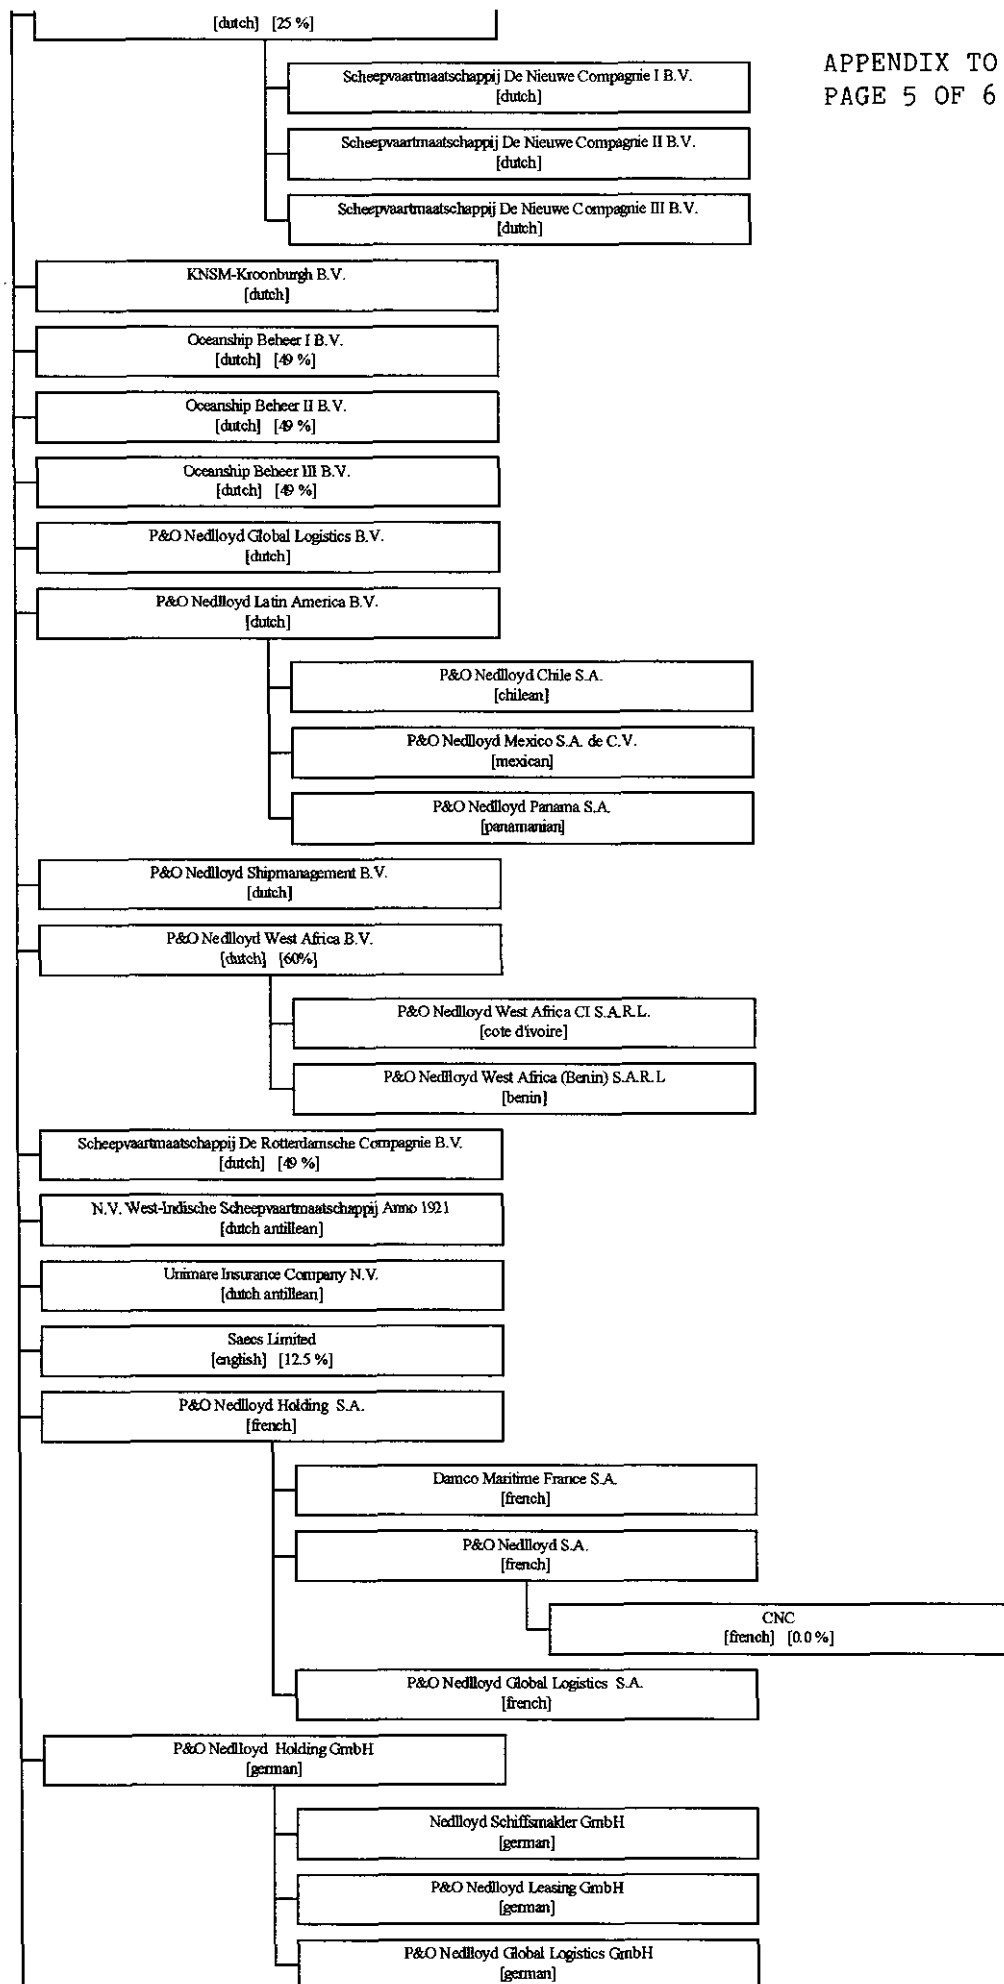 [dutch] [25 %]
APPENDIX TO
PAGE 5 OF 6
Scheepvaartmaatschappij De Nieuwe Compagnie I B.V.
[dutch]
Scheepvaartmaatschappij De Nieuwe Compagnie II B.V.
[dutch]
Scheepvaartmaatschappij De Nieuwe Compagnie III B.V.
[dutch]
KNSM-Kroonburgh B.V.
[dutch]
Oceanship Beheer I B.V.
[dutch] [49 %]
Oceanship Beheer II B.V.
[dutch] [49 %]
Oceanship Beheer III B.V.
[dutch] [49 %]
P&O Nedlloyd Global Logistics B.V.
[dutch]
P&O Nedlloyd Latin America B.V.
[dutch]
P&O Nedlloyd Chile S.A.
[chilean]
P&O Nedlloyd Mexico S.A. de C.V.
[mexican]
P&O Nedlloyd Panama S.A.
[panamanian]
P&O Nedlloyd Shipmanagement B.V.
[dutch]
P&O Nedlloyd West Africa B.V.
[dutch] [60%]
P&O Nedlloyd West Africa CI S.A.R.L.
[cote d'ivoire]
P&O Nedlloyd West Africa (Benin) S.A.R.L
[benin]
Scheepvaartmaatschappij De Rotterdamsche Compagnie B.V.
[dutch] [49 %]
N.V. West-Indische Scheepvaartmaatschappij Anno 1921
[dutch antillean]
Unimare Insurance Company N.V.
[dutch antillean]
Saecs Limited
[english] [12.5 %]
P&O Nedlloyd Holding S.A.
[french]
Damco Maritime France S.A.
[french]
P&O Nedlloyd S.A.
[french]
CNC
[french] [0.0 %]
P&O Nedlloyd Global Logistics S.A.
[french]
P&O Nedlloyd Holding GmbH
[german]
Nedlloyd Schiffsmakler GmbH
[german]
P&O Nedlloyd Leasing GmbH
[german]
P&O Nedlloyd Global Logistics GmbH
[german]